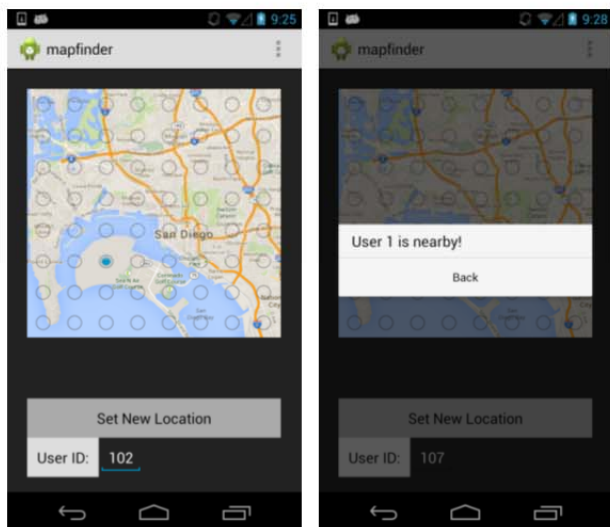 9:25
mapfinder
San Diego
Set New Location
User ID: 102
9:28
mapfinder
User 1 is nearby!
Back
Set New Location
User ID: 107